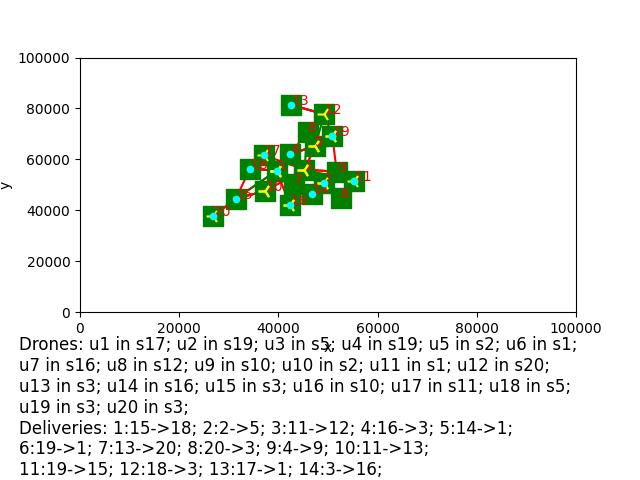 100000
80000
60000
40000
20000
0
y
0 20000 40000 60000 80000 100000
x
Drones: u1 in s17; u2 in s19; u3 in s5; u4 in s19; u5 in s2; u6 in s1;
u7 in s16; u8 in s12; u9 in s10; u10 in s2; u11 in s1; u12 in s20;
u13 in s3; u14 in s16; u15 in s3; u16 in s10; u17 in s11; u18 in s5;
u19 in s3; u20 in s3;
Deliveries: 1:15->18; 2:2->5; 3:11->12; 4:16->3; 5:14->1;
6:19->1; 7:13->20; 8:20->3; 9:4->9; 10:11->13;
11:19->15; 12:18->3; 13:17->1; 14:3->16;